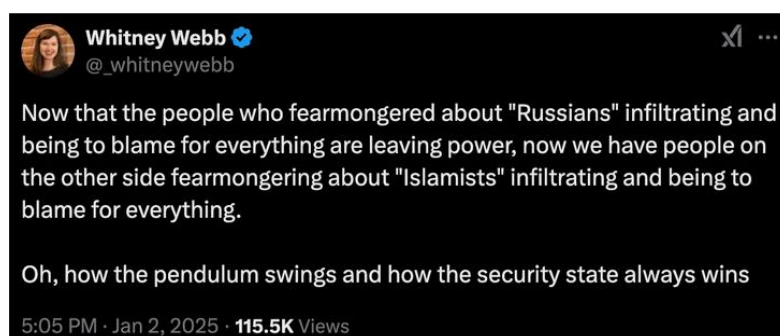 Whitney Webb
@_whitneywebb
Now that the people who fearmongered about "Russians" infiltrating and
being to blame for everything are leaving power, now we have people on
the other side fearmongering about "Islamists" infiltrating and being to
blame for everything.
Oh, how the pendulum swings and how the security state always wins
5:05 PM · Jan 2, 2025 · 115.5K Views